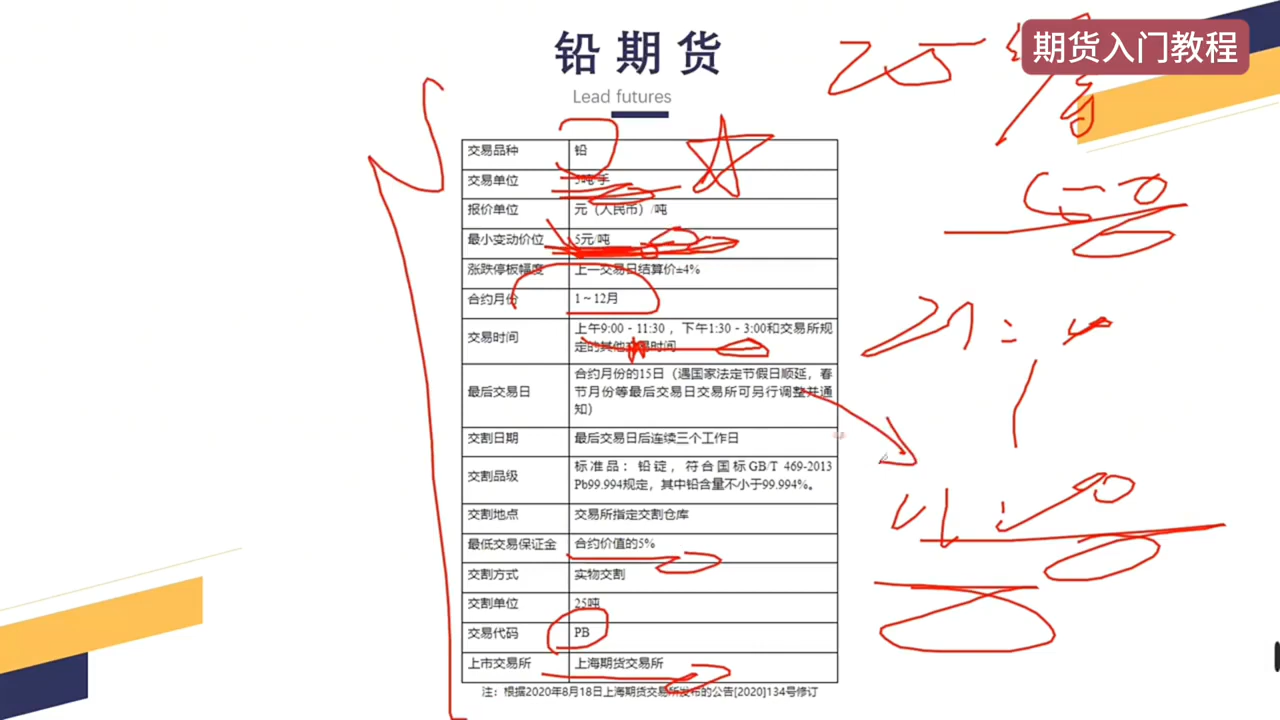 铅期货
期货入门教程
Lead futures
交易品种 铅
交易单位 5吨/手
报价单位 元（人民币）/吨
最小变动价位 5元/吨
涨跌停板幅度 上一交易日结算价±4%
合约月份 1～12月
交易时间 上午9:00－11:30 ，下午1:30－3:00和交易所规
定的其他交易时间
最后交易日 合约月份的15日（遇国家法定节假日顺延，春
节月份等最后交易日交易所可另行调整并通
知）
交割日期 最后交易日后连续三个工作日
交割品级 标准品：铅锭，符合国标GB/T 469-2013
Pb99.994规定，其中铅含量不小于99.994%。
交割地点 交易所指定交割仓库
最低交易保证金 合约价值的5%
交割方式 实物交割
交割单位 25吨
交易代码 PB
上市交易所 上海期货交易所
注：根据2020年8月18日上海期货交易所发布的公告[2020]134号修订